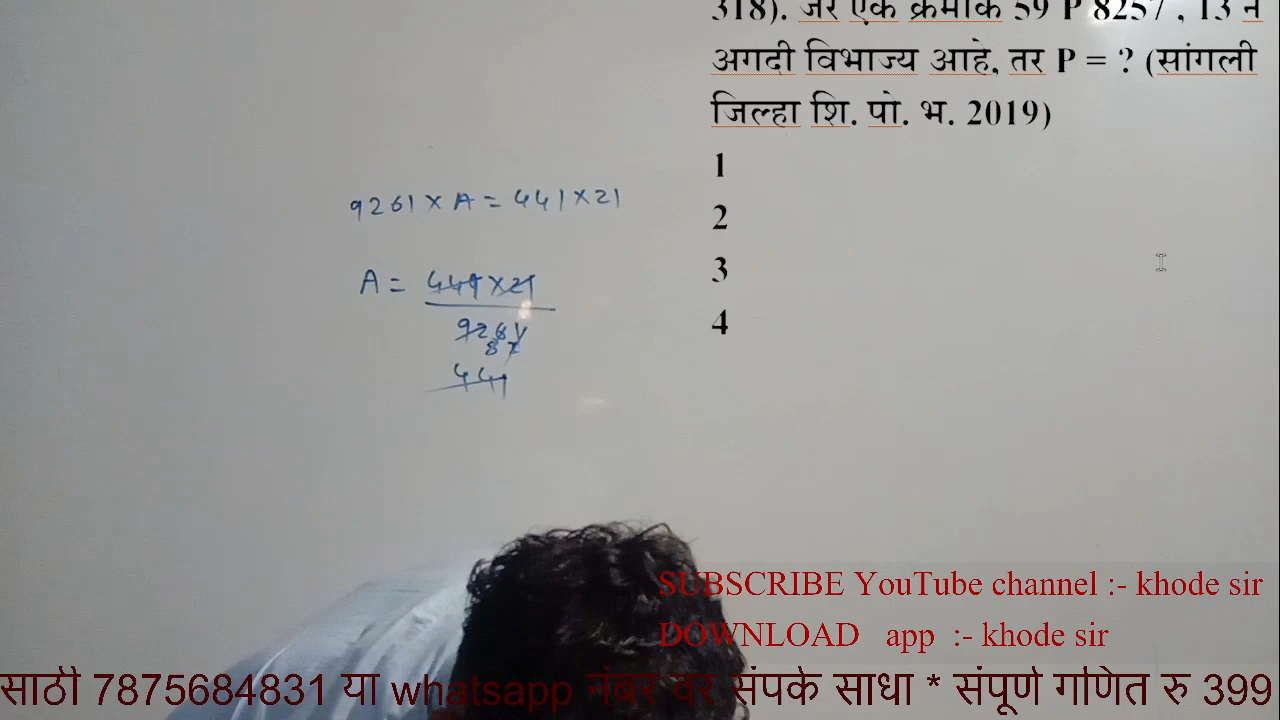 318). जर एक क्रमांक 59 P 8257 , 13 ने
अगदी विभाज्य आहे, तर P = ? (सांगली
जिल्हा शि. पो. भ. 2019)
1
2
3
4
9261 × A = 441 × 21
A = 441 × 21
9261
441
SUBSCRIBE YouTube channel :- khode sir
DOWNLOAD app :- khode sir
साठी 7875684831 या whatsapp नंबर वर संपर्क साधा * संपूर्ण गणित रु 399